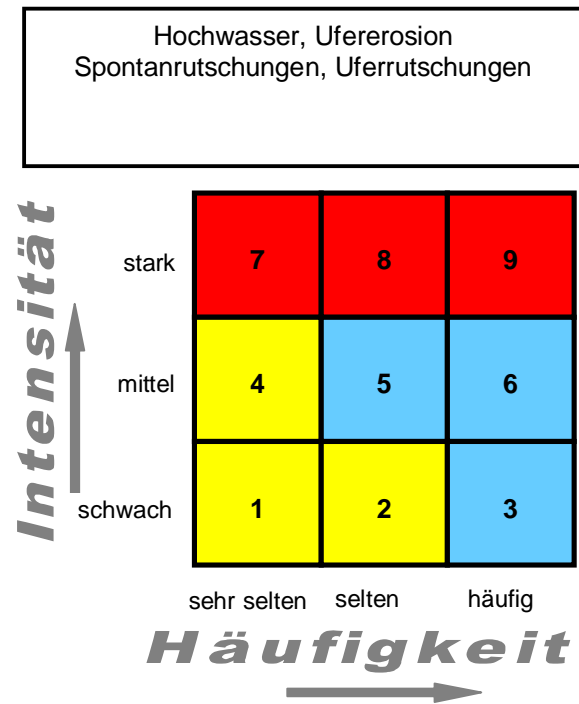 Hochwasser, Ufererosion
Spontanrutschungen, Uferrutschungen
Intensität
stark
7 8 9
mittel
4 5 6
schwach
1 2 3
sehr selten selten häufig
Häufigkeit